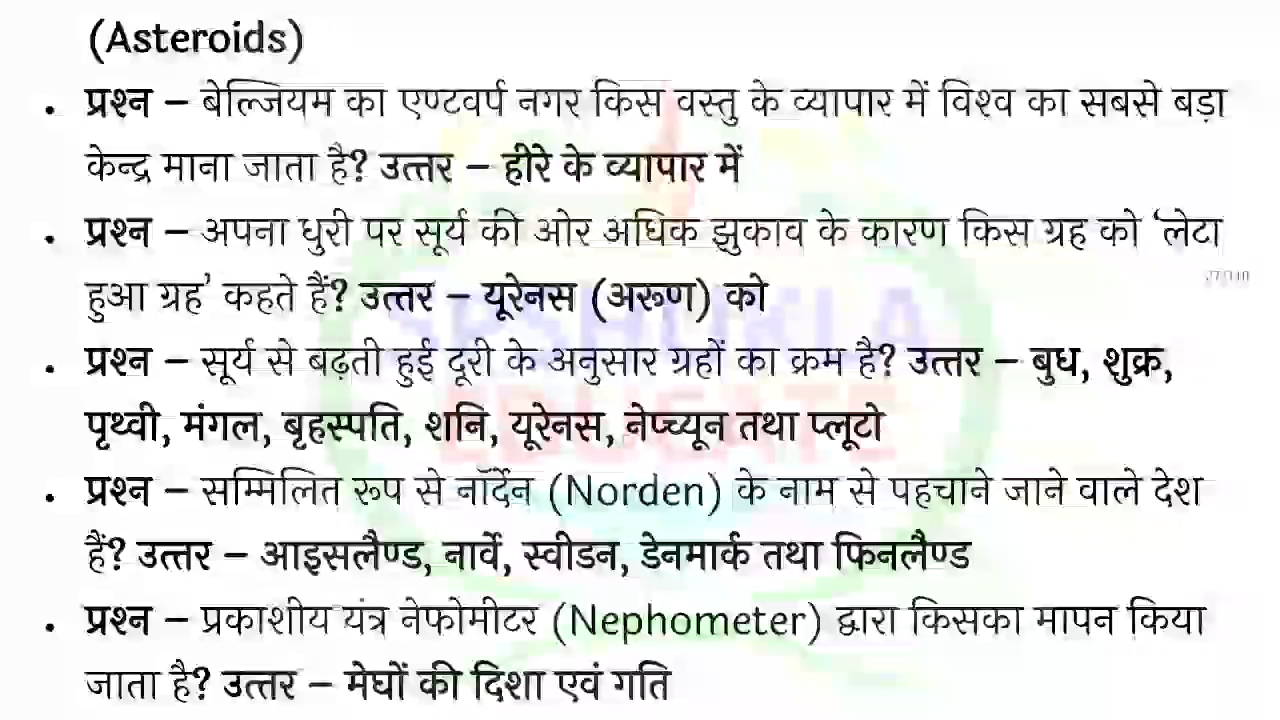 (Asteroids)
• प्रश्न – बेल्जियम का एण्टवर्प नगर किस वस्तु के व्यापार में विश्व का सबसे बड़ा
केन्द्र माना जाता है? उत्तर – हीरे के व्यापार में
• प्रश्न – अपना धुरी पर सूर्य की ओर अधिक झुकाव के कारण किस ग्रह को ‘लेटा
हुआ ग्रह’ कहते हैं? उत्तर – यूरेनस (अरूण) को
• प्रश्न – सूर्य से बढ़ती हुई दूरी के अनुसार ग्रहों का क्रम है? उत्तर – बुध, शुक्र,
पृथ्वी, मंगल, बृहस्पति, शनि, यूरेनस, नेप्च्यून तथा प्लूटो
• प्रश्न – सम्मिलित रूप से नॉर्देन (Norden) के नाम से पहचाने जाने वाले देश
हैं? उत्तर – आइसलैण्ड, नार्वे, स्वीडन, डेनमार्क तथा फिनलैण्ड
• प्रश्न – प्रकाशीय यंत्र नेफोमीटर (Nephometer) द्वारा किसका मापन किया
जाता है? उत्तर – मेघों की दिशा एवं गति
SPSHUKLA
EDUCATE